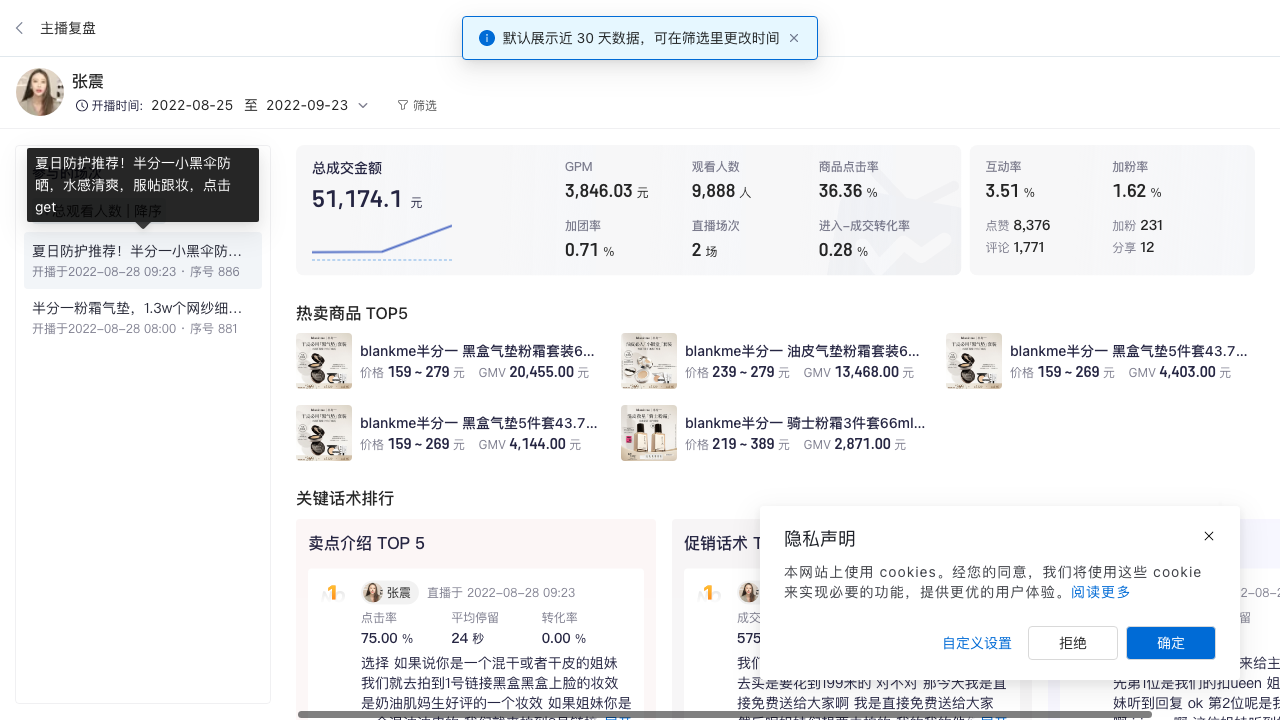 主播复盘
默认展示近 30 天数据，可在筛选里更改时间
张震
开播时间: 2022-08-25 至 2022-09-23
筛选
夏日防护推荐！半分一小黑伞防
晒，水感清爽，服帖跟妆，点击
get
总观看人数 | 降序
夏日防护推荐！半分一小黑伞防...
开播于2022-08-28 09:23 · 序号 886
半分一粉霜气垫，1.3w个网纱细...
开播于2022-08-28 08:00 · 序号 881
总成交金额
51,174.1 元
GPM
3,846.03 元
观看人数
9,888 人
商品点击率
36.36 %
加团率
0.71 %
直播场次
2 场
进入-成交转化率
0.28 %
互动率
3.51 %
加粉率
1.62 %
点赞 8,376
加粉 231
评论 1,771
分享 12
热卖商品 TOP5
blankme半分一 黑盒气垫粉霜套装6...
价格 159 ~ 279 元 GMV 20,455.00 元
blankme半分一 油皮气垫粉霜套装6...
价格 239 ~ 279 元 GMV 13,468.00 元
blankme半分一 黑盒气垫5件套43.7...
价格 159 ~ 269 元 GMV 4,403.00 元
blankme半分一 黑盒气垫5件套43.7...
价格 159 ~ 269 元 GMV 4,144.00 元
blankme半分一 骑士粉霜3件套66ml...
价格 219 ~ 389 元 GMV 2,871.00 元
关键话术排行
卖点介绍 TOP 5
1 张震 直播于 2022-08-28 09:23
点击率 平均停留 转化率
75.00 % 24 秒 0.00 %
选择 如果说你是一个混干或者干皮的姐妹
我们就去拍到1号链接黑盒黑盒上脸的妆效
是奶油肌妈生好评的一个妆效 如果姐妹你是
促销话术
1
成交
575
我们
去头是要花到199米的 对不对 那今天我是直
接免费送给大家呢 我是直接免费送给大家
来给主
元第1位是我们的扣ueen 姐
妹听到回复 ok 第2位呢是
隐私声明
本网站上使用 cookies。经您的同意，我们将使用这些 cookie
来实现必要的功能，提供更优的用户体验。阅读更多
自定义设置
拒绝
确定